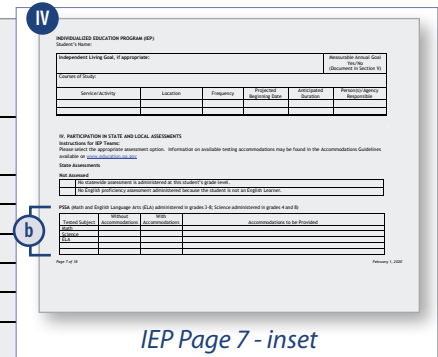 IV
INDIVIDUALIZED EDUCATION PROGRAM (IEP)
Student's Name:
Independent Living Goal, if appropriate:
Measurable Annual Goal
Yes/No
(Document in Section V)
Courses of Study:
Service/Activity Location Frequency Projected Beginning Date Anticipated Duration Person(s)/Agency Responsible
IV. PARTICIPATION IN STATE AND LOCAL ASSESSMENTS
Instructions for IEP Teams:
Please select the appropriate assessment option. Information on available testing accommodations may be found in the Accommodations Guidelines
available on www.education.pa.gov
State Assessments
Not Assessed
No statewide assessment is administered at this student's grade level.
No English proficiency assessment administered because the student is not an English Learner.
b
PSSA (Math and English Language Arts (ELA) administered in grades 3-8; Science administered in grades 4 and 8)
Tested Subject Without Accommodations With Accommodations Accommodations to be Provided
Math
Science
ELA
Page 7 of 18 February 1, 2020
IEP Page 7 - inset